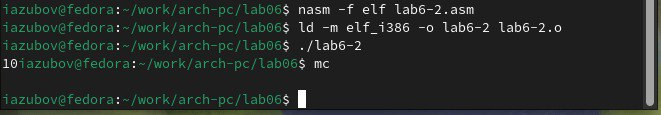 iazubov@fedora:~/work/arch-pc/lab06$ nasm -f elf lab6-2.asm
iazubov@fedora:~/work/arch-pc/lab06$ ld -m elf_i386 -o lab6-2 lab6-2.o
iazubov@fedora:~/work/arch-pc/lab06$ ./lab6-2
10iazubov@fedora:~/work/arch-pc/lab06$ mc
iazubov@fedora:~/work/arch-pc/lab06$